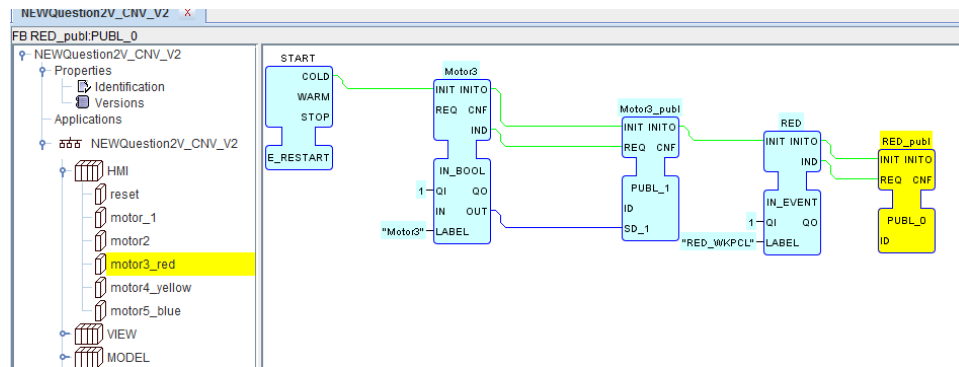 NEWQuestion2V_CNV_V2 X
FB RED_publ:PUBL_0
NEWQuestion2V_CNV_V2
Properties
Identification
Versions
Applications
NEWQuestion2V_CNV_V2
HMI
reset
motor_1
motor2
motor3_red
motor4_yellow
motor5_blue
VIEW
MODEL
START
COLD
WARM
STOP
E_RESTART
Motor3
INIT INITO
REQ CNF
IND
IN_BOOL
1 QI QO
IN OUT
"Motor3" LABEL
Motor3_publ
INIT INITO
REQ CNF
PUBL_1
ID
SD_1
RED
INIT INITO
IND
IN_EVENT
1 QI QO
"RED_WKPCL" LABEL
RED_publ
INIT INITO
REQ CNF
PUBL_0
ID